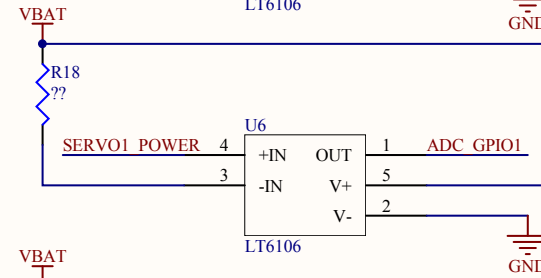 LT6106
VBAT
GND
R18
??
U6
SERVO1_POWER 4 +IN OUT 1 ADC_GPIO1
3 -IN V+ 5
V- 2
LT6106
VBAT
GND